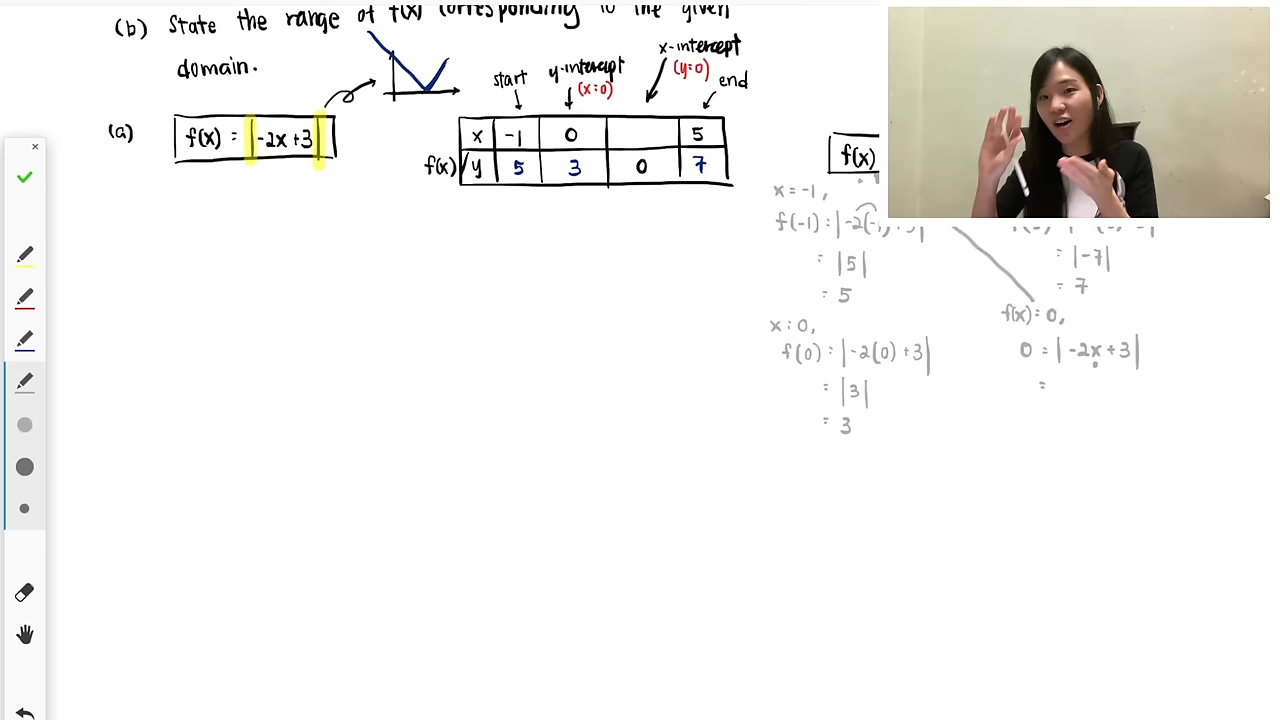 (b) State the range of f(x) corresponding to the given
domain.
(a) f(x) = |-2x+3|
start
y-intercept
(x=0)
x-intercept
(y=0)
end
x -1 0 5
f(x)/y 5 3 0 7
f(x)
x = -1,
f(-1) = |-2(-1)+3|
= |5|
= 5
x = 0,
f(0) = |-2(0)+3|
= |3|
= 3
= |-7|
= 7
f(x) = 0,
0 = |-2x+3|
=